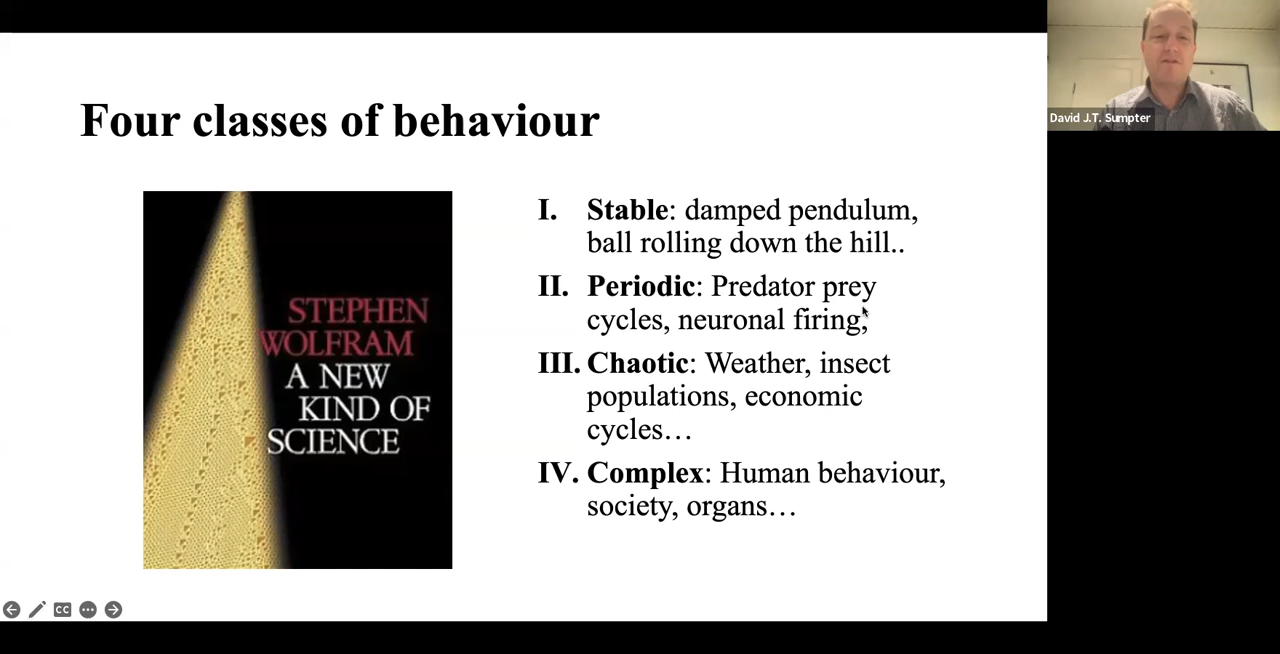 Four classes of behaviour
STEPHEN
WOLFRAM
A NEW
KIND OF
SCIENCE
I. Stable: damped pendulum,
ball rolling down the hill..
II. Periodic: Predator prey
cycles, neuronal firing,
III. Chaotic: Weather, insect
populations, economic
cycles…
IV. Complex: Human behaviour,
society, organs…
David J.T. Sumpter
CC